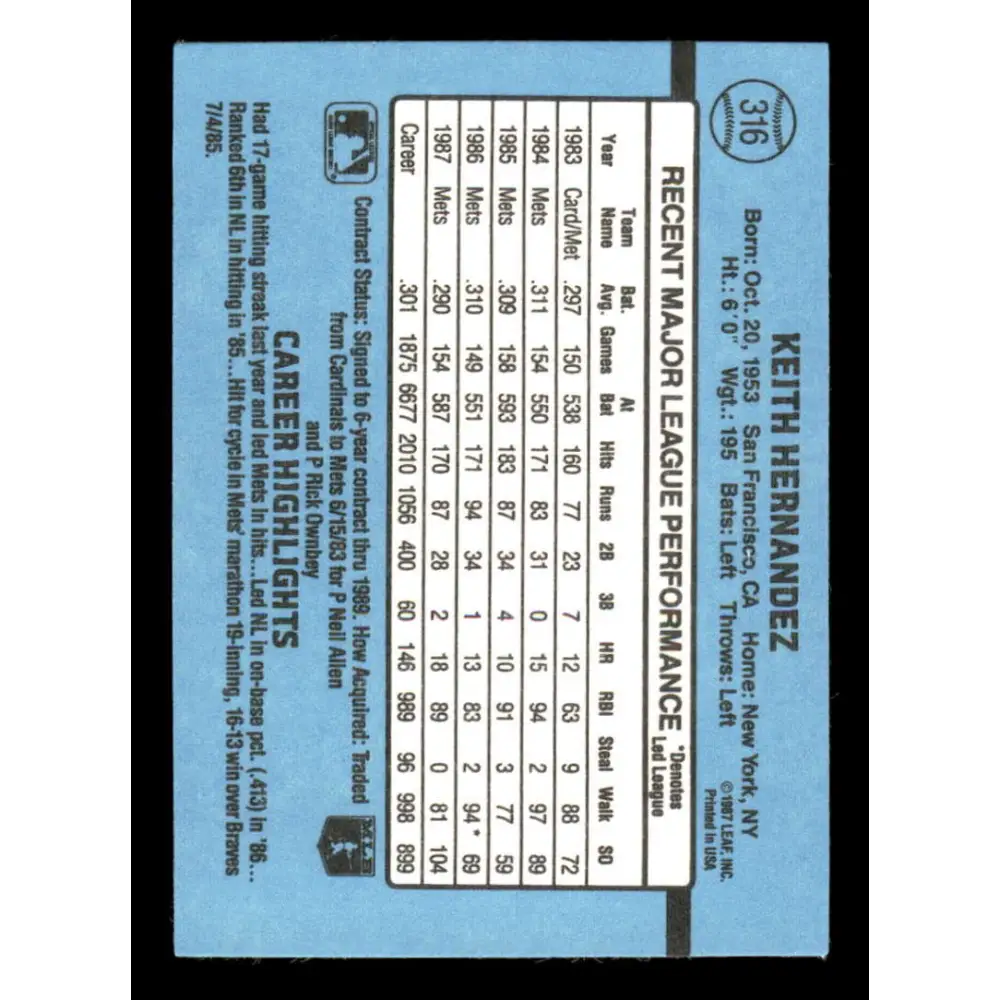 316
KEITH HERNANDEZ
Born: Oct. 20, 1953 San Francisco, CA Home: New York, NY
Ht.: 6'0" Wgt.: 195 Bats: Left Throws: Left
©1987 LEAF, INC.
Printed in USA
RECENT MAJOR LEAGUE PERFORMANCE
*Denotes
Led League
Year Team Name Bat. Avg. Games At Bat Hits Runs 2B 3B HR RBI Steal Walk SO
1983 Card/Met .297 150 538 160 77 23 7 12 63 9 88 72
1984 Mets .311 154 550 171 83 31 0 15 94 2 97 89
1985 Mets .309 158 593 183 87 34 4 10 91 3 77 59
1986 Mets .310 149 551 171 94 34 1 13 83 2 94* 69
1987 Mets .290 154 587 170 87 28 2 18 89 0 81 104
Career .301 1875 6677 2010 1056 400 60 146 989 96 998 899
Contract Status: Signed to 6-year contract thru 1989. How Acquired: Traded
from Cardinals to Mets 6/15/83 for P Neil Allen
and P Rick Ownbey
MLB
CAREER HIGHLIGHTS
Had 17-game hitting streak last year and led Mets in hits...Led NL in on-base pct. (.413) in '86...
Ranked 6th in NL in hitting in '85...Hit for cycle in Mets' marathon 19-inning, 16-13 win over Braves
7/4/85.